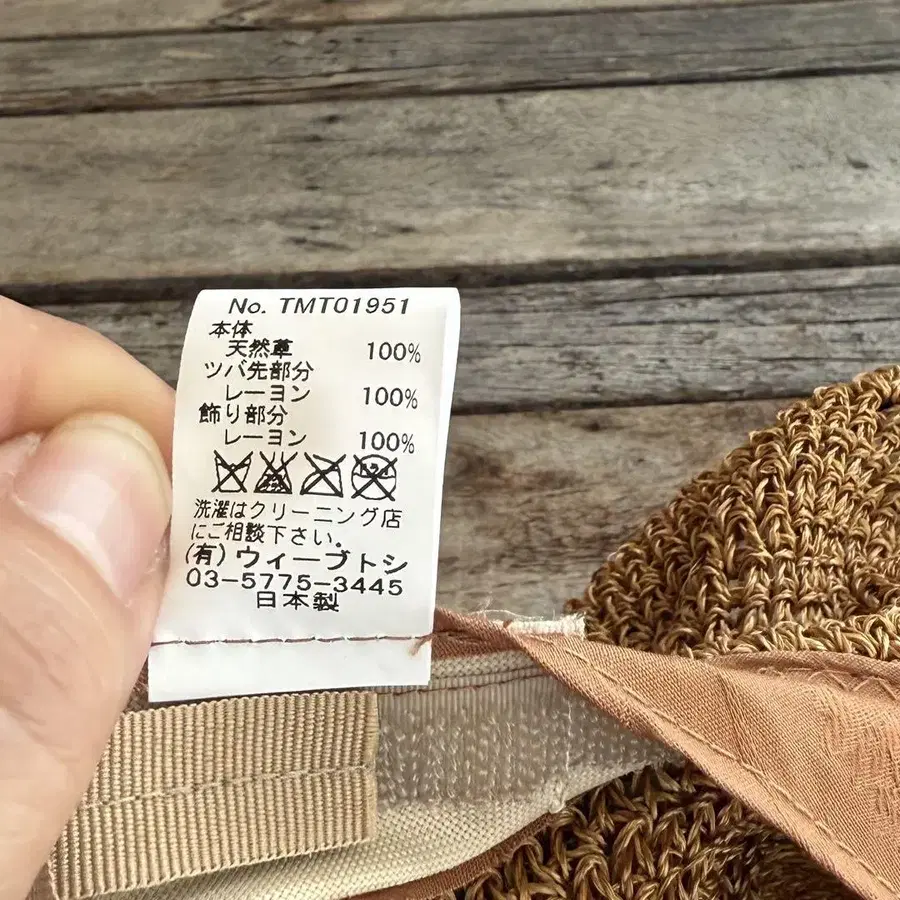 No. TMT01951
本体
天然草 100%
ツバ先部分
レーヨン 100%
飾り部分
レーヨン 100%
洗濯はクリーニング店
にご相談下さい。
(有) ウィーブトシ
03-5775-3445
日本製